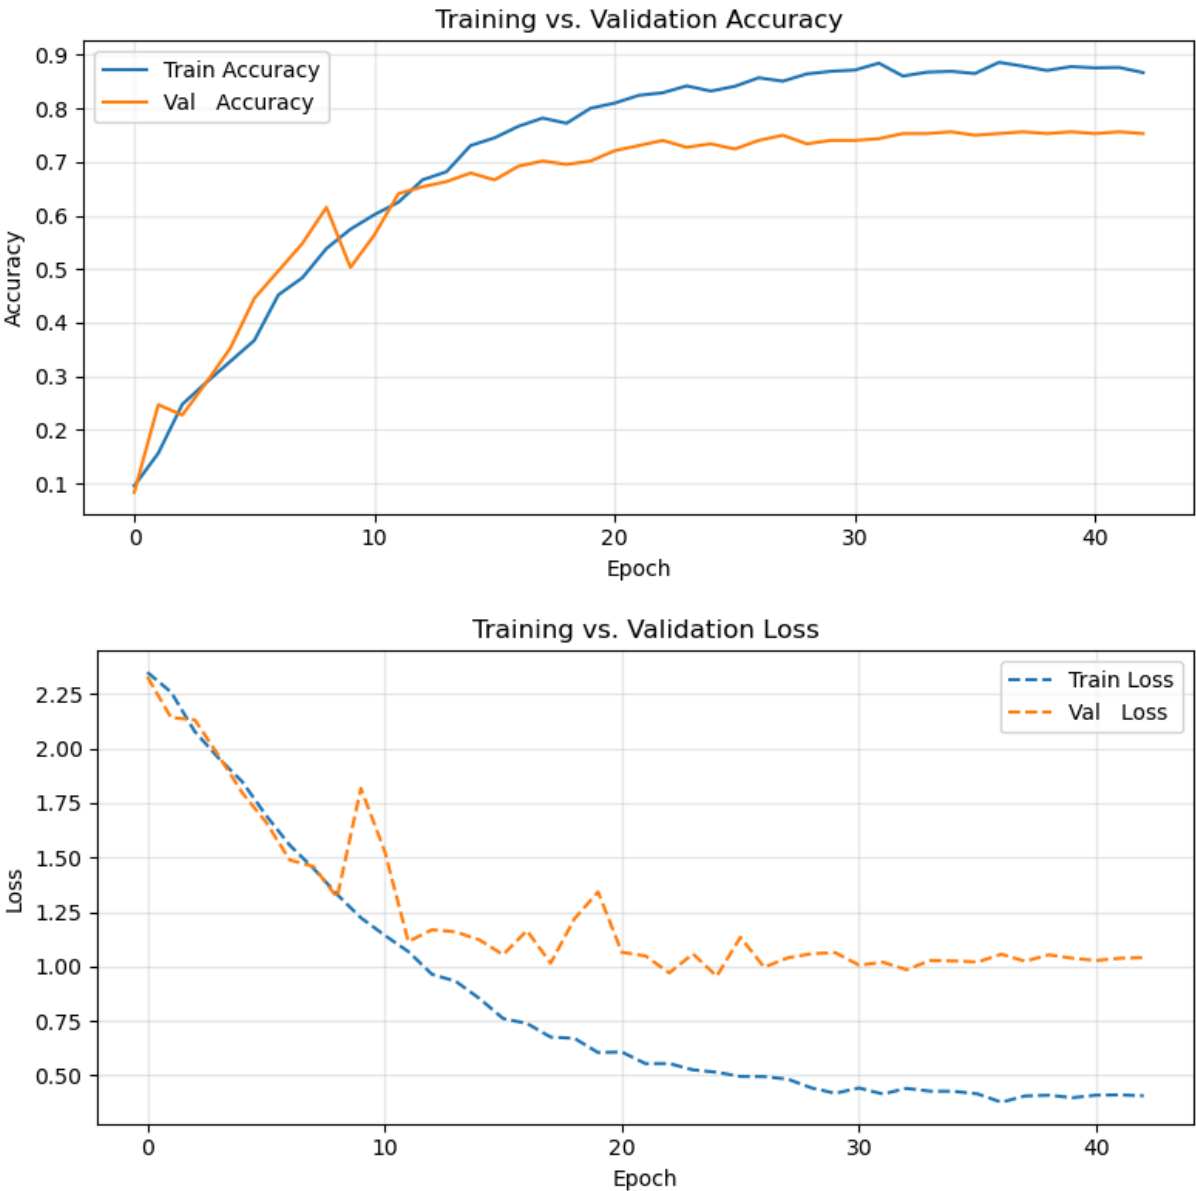 Training vs. Validation Accuracy
Train Accuracy
Val   Accuracy
Accuracy
0.9
0.8
0.7
0.6
0.5
0.4
0.3
0.2
0.1
0 10 20 30 40
Epoch
Training vs. Validation Loss
Train Loss
Val   Loss
Loss
2.25
2.00
1.75
1.50
1.25
1.00
0.75
0.50
0 10 20 30 40
Epoch